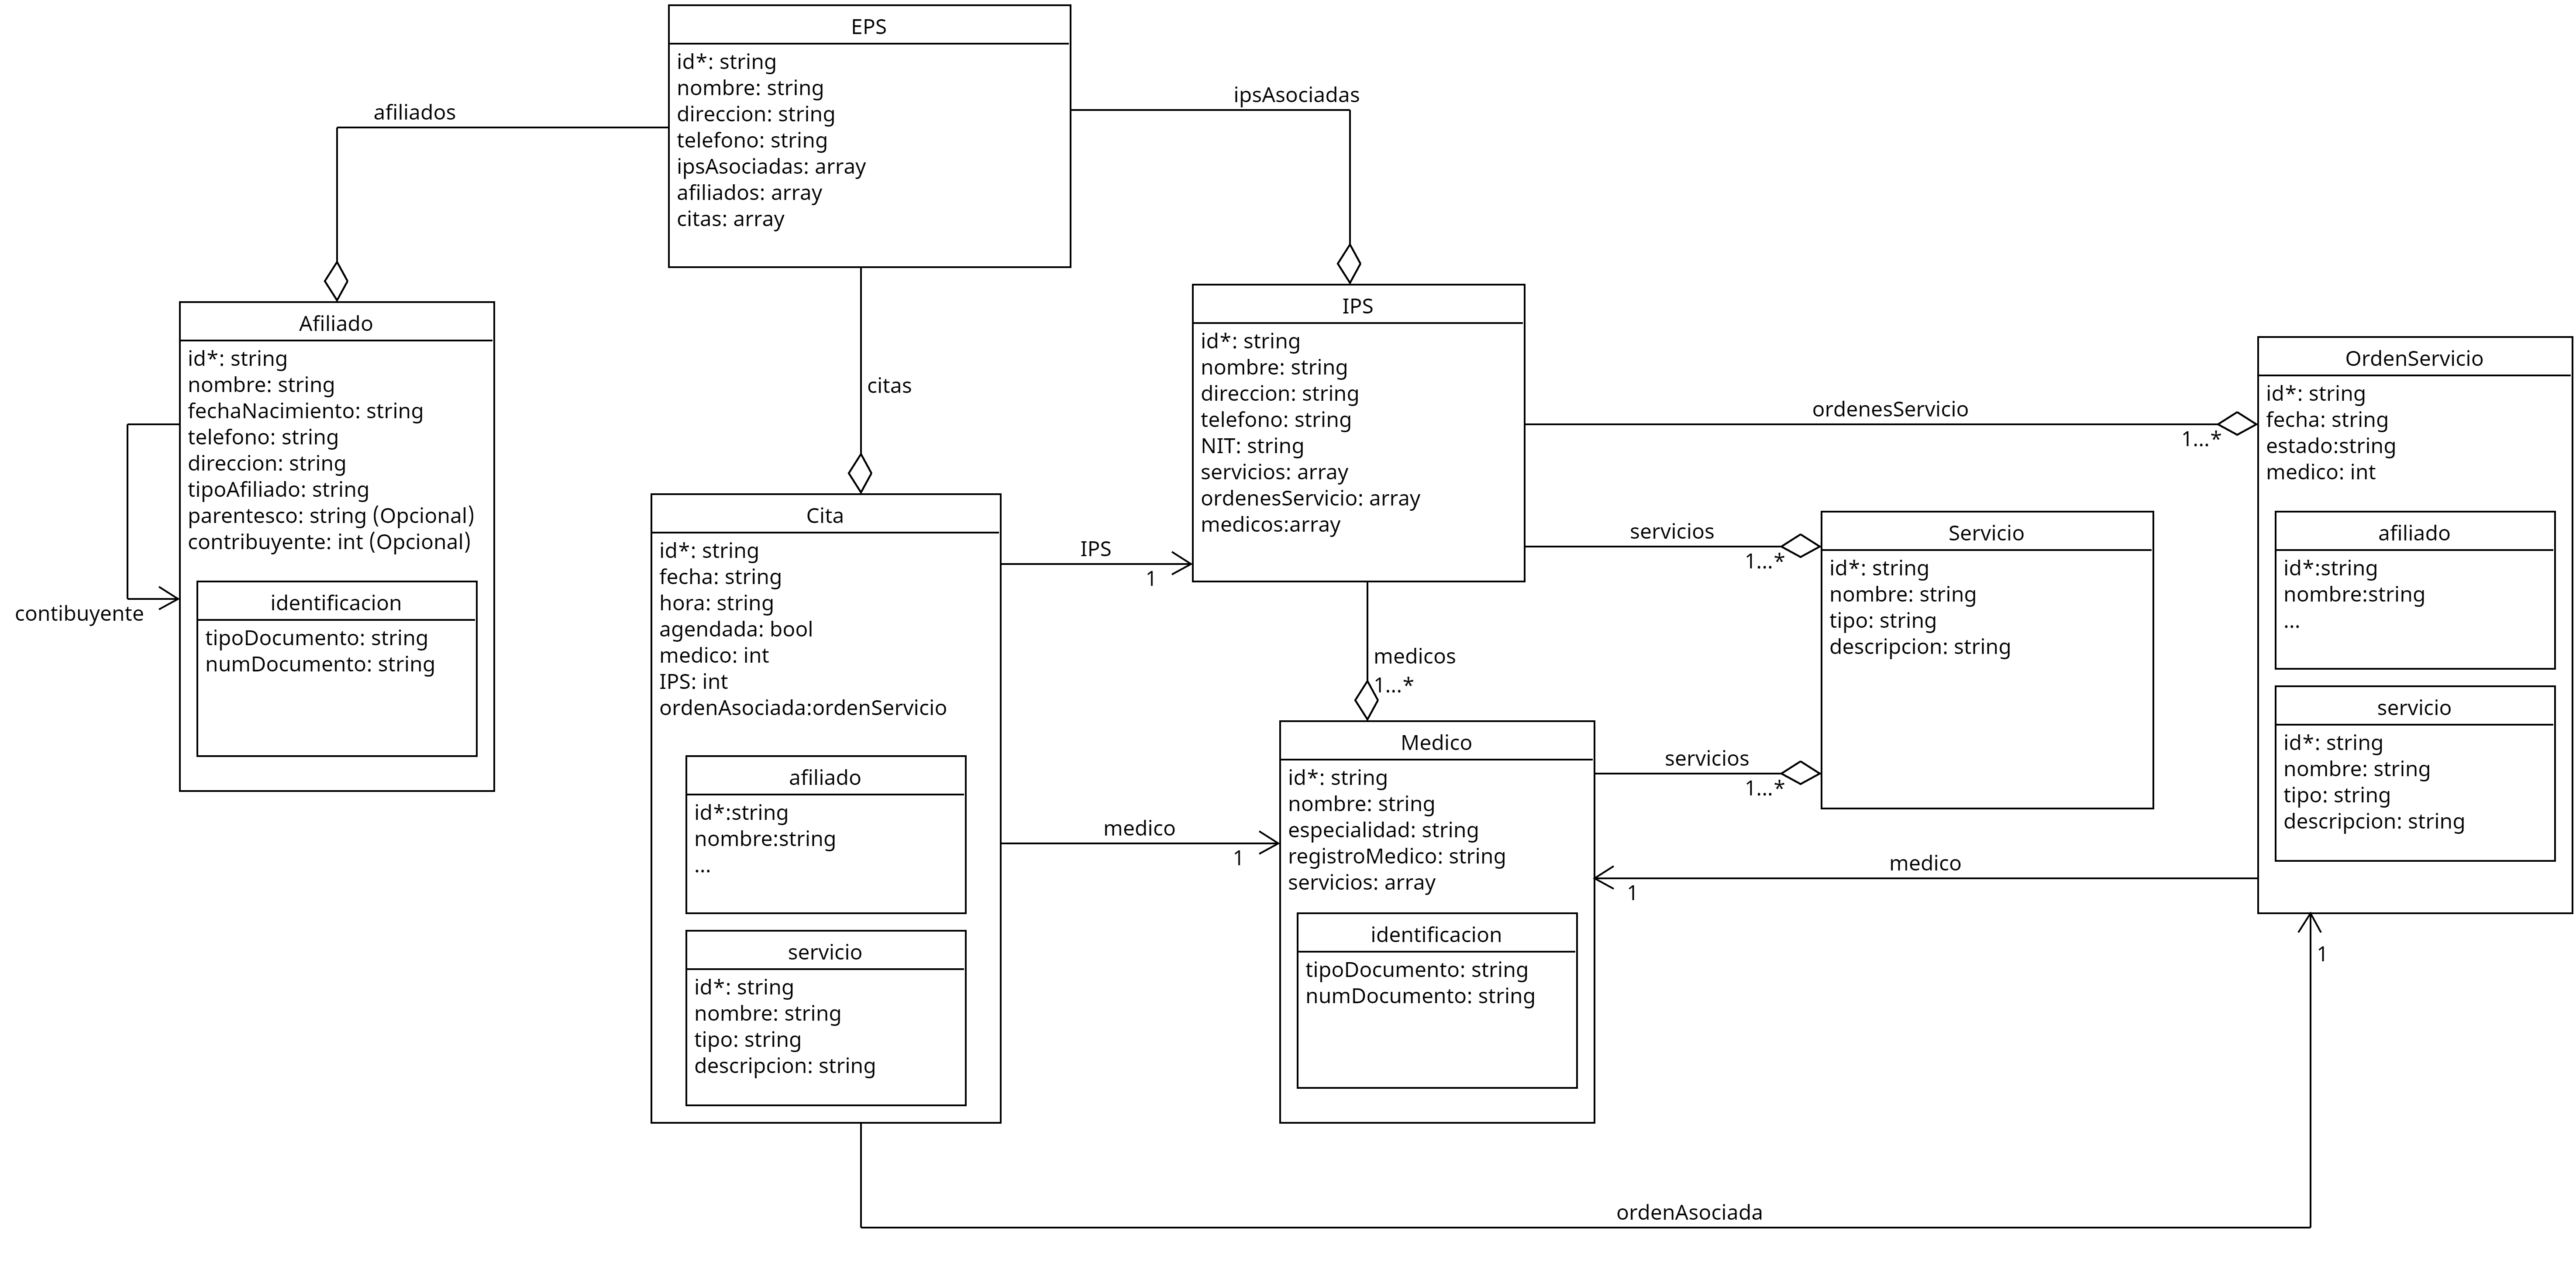 EPS
id*: string
nombre: string
direccion: string
telefono: string
ipsAsociadas: array
afiliados: array
citas: array
afiliados
ipsAsociadas
citas
Afiliado
id*: string
nombre: string
fechaNacimiento: string
telefono: string
direccion: string
tipoAfiliado: string
parentesco: string (Opcional)
contribuyente: int (Opcional)
identificacion
tipoDocumento: string
numDocumento: string
contibuyente
Cita
id*: string
fecha: string
hora: string
agendada: bool
medico: int
IPS: int
ordenAsociada:ordenServicio
afiliado
id*:string
nombre:string
...
servicio
id*: string
nombre: string
tipo: string
descripcion: string
IPS
1
medico
1
IPS
id*: string
nombre: string
direccion: string
telefono: string
NIT: string
servicios: array
ordenesServicio: array
medicos:array
medicos
1...*
Medico
id*: string
nombre: string
especialidad: string
registroMedico: string
servicios: array
identificacion
tipoDocumento: string
numDocumento: string
ordenesServicio
1...*
servicios
1...*
servicios
1...*
Servicio
id*: string
nombre: string
tipo: string
descripcion: string
medico
1
OrdenServicio
id*: string
fecha: string
estado:string
medico: int
afiliado
id*:string
nombre:string
...
servicio
id*: string
nombre: string
tipo: string
descripcion: string
1
ordenAsociada